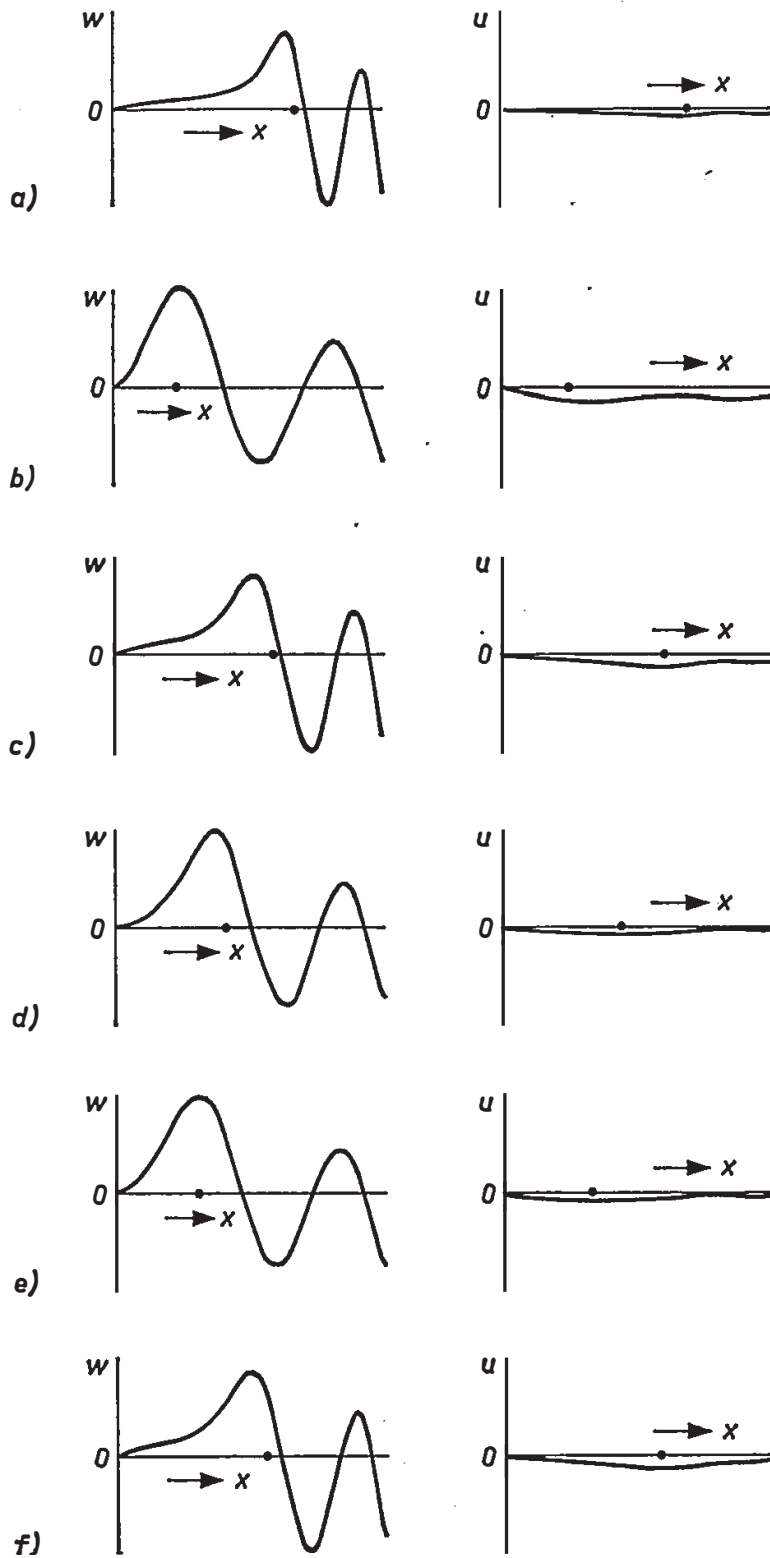 w u
0 → x 0 → x
a)
w u
0 → x 0 → x
b)
w u
0 → x 0 → x
c)
w u
0 → x 0 → x
d)
w u
0 → x 0 → x
e)
w u
0 → x 0 → x
f)